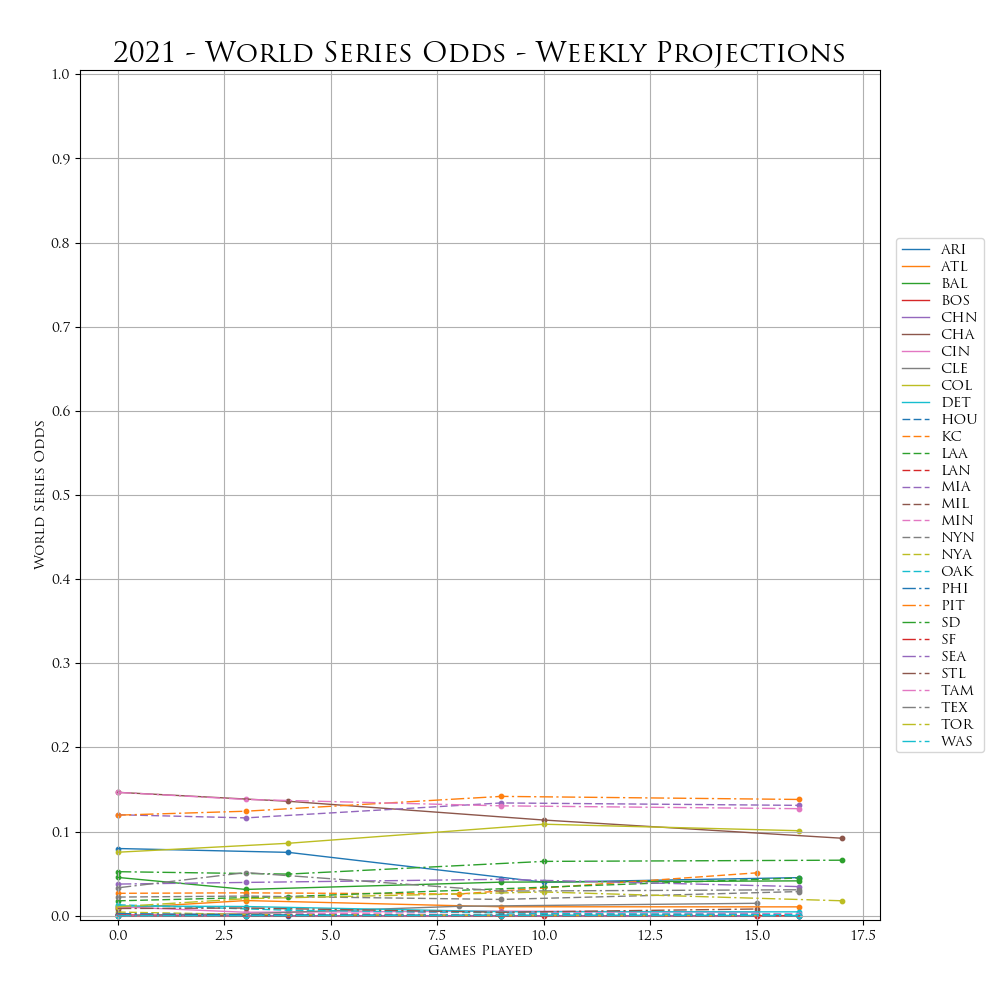 2021 - World Series Odds - Weekly Projections
1.0
0.9
0.8
0.7
0.6
0.5
0.4
0.3
0.2
0.1
0.0
World Series Odds
0.0 2.5 5.0 7.5 10.0 12.5 15.0 17.5
Games Played
ARI
ATL
BAL
BOS
CHN
CHA
CIN
CLE
COL
DET
HOU
KC
LAA
LAN
MIA
MIL
MIN
NYN
NYA
OAK
PHI
PIT
SD
SF
SEA
STL
TAM
TEX
TOR
WAS